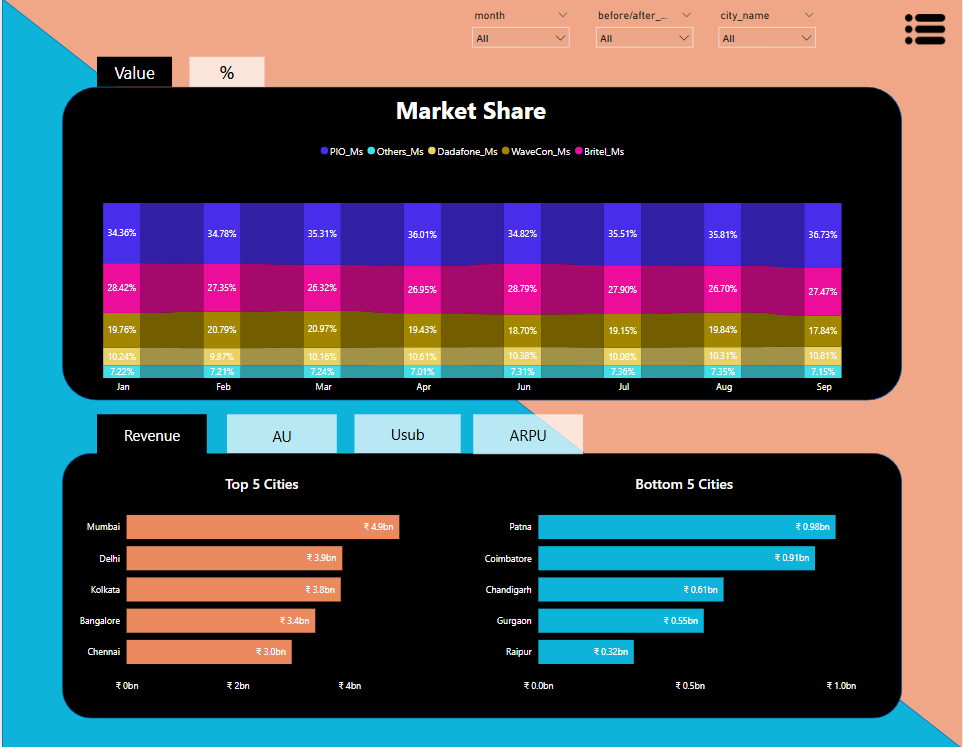 month before/after_... city_name
All All All
Value %
Market Share
PIO_Ms Others_Ms Dadafone_Ms WaveCon_Ms Britel_Ms
34.36% 34.78% 35.31% 36.01% 34.82% 35.51% 35.81% 36.73%
28.42% 27.35% 26.32% 26.95% 28.79% 27.90% 26.70% 27.47%
19.76% 20.79% 20.97% 19.43% 18.70% 19.15% 19.84% 17.84%
10.24% 9.87% 10.16% 10.61% 10.38% 10.08% 10.31% 10.81%
7.22% 7.21% 7.24% 7.01% 7.31% 7.36% 7.35% 7.15%
Jan Feb Mar Apr Jun Jul Aug Sep
Revenue AU Usub ARPU
Top 5 Cities
Mumbai ₹ 4.9bn
Delhi ₹ 3.9bn
Kolkata ₹ 3.8bn
Bangalore ₹ 3.4bn
Chennai ₹ 3.0bn
₹ 0bn ₹ 2bn ₹ 4bn
Bottom 5 Cities
Patna ₹ 0.98bn
Coimbatore ₹ 0.91bn
Chandigarh ₹ 0.61bn
Gurgaon ₹ 0.55bn
Raipur ₹ 0.32bn
₹ 0.0bn ₹ 0.5bn ₹ 1.0bn